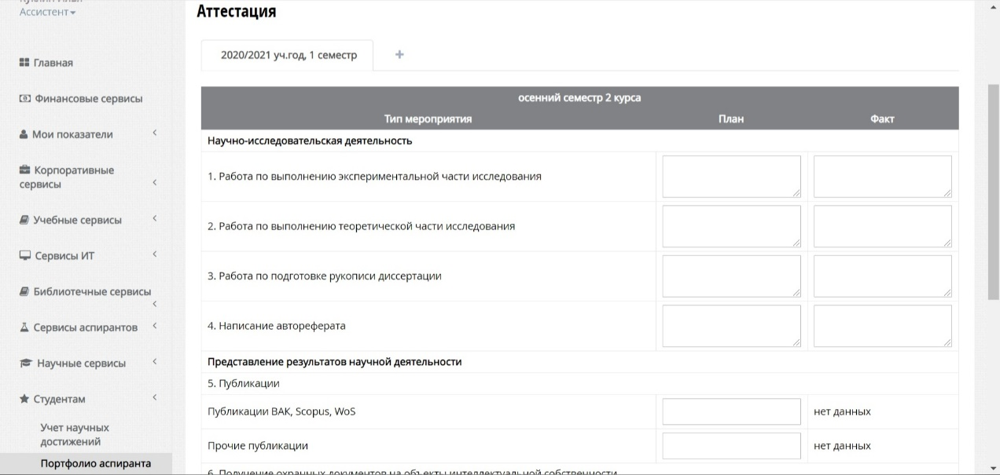 Ассистент
Аттестация
2020/2021 уч.год, 1 семестр
+
Главная
Финансовые сервисы
Мои показатели
Корпоративные
сервисы
Учебные сервисы
Сервисы ИТ
Библиотечные сервисы
Сервисы аспирантов
Научные сервисы
Студентам
Учет научных
достижений
Портфолио аспиранта
осенний семестр 2 курса
Тип мероприятия План Факт
Научно-исследовательская деятельность
1. Работа по выполнению экспериментальной части исследования
2. Работа по выполнению теоретической части исследования
3. Работа по подготовке рукописи диссертации
4. Написание автореферата
Представление результатов научной деятельности
5. Публикации
Публикации ВАК, Scopus, WoS нет данных
Прочие публикации нет данных
6. Получение охранных документов на объекты интеллектуальной собственности